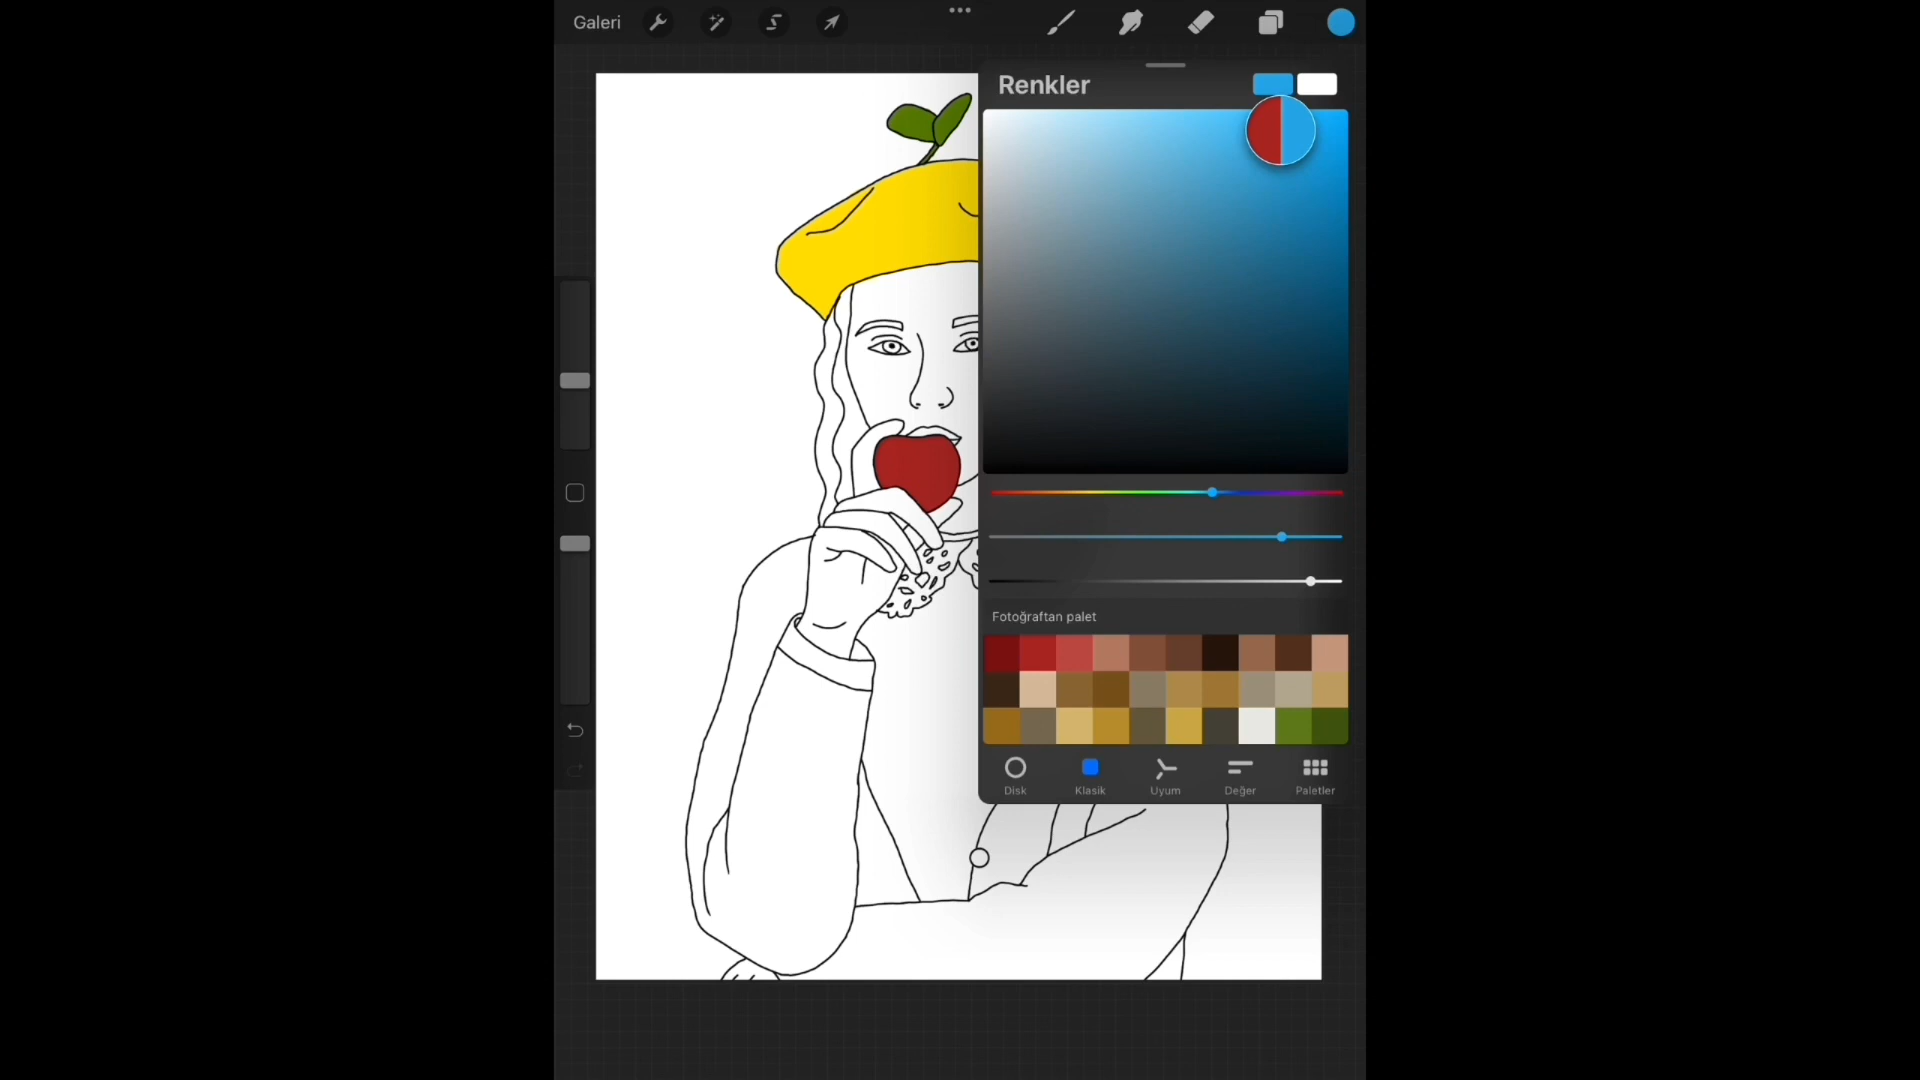 Galeri
Renkler
Fotoğraftan palet
Disk
Klasik
Uyum
Değer
Paletler